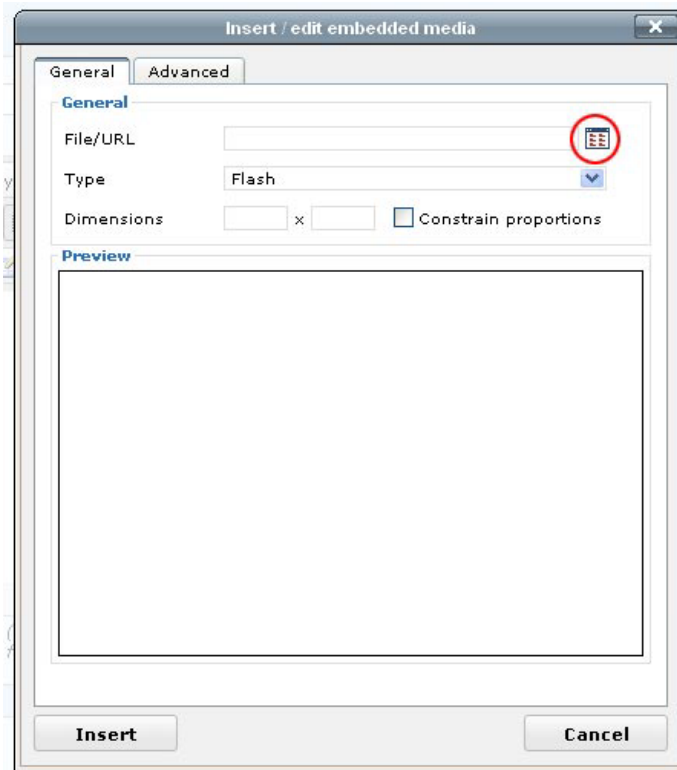 Insert / edit embedded media
General Advanced
General
File/URL
Type Flash
Dimensions x Constrain proportions
Preview
Insert Cancel